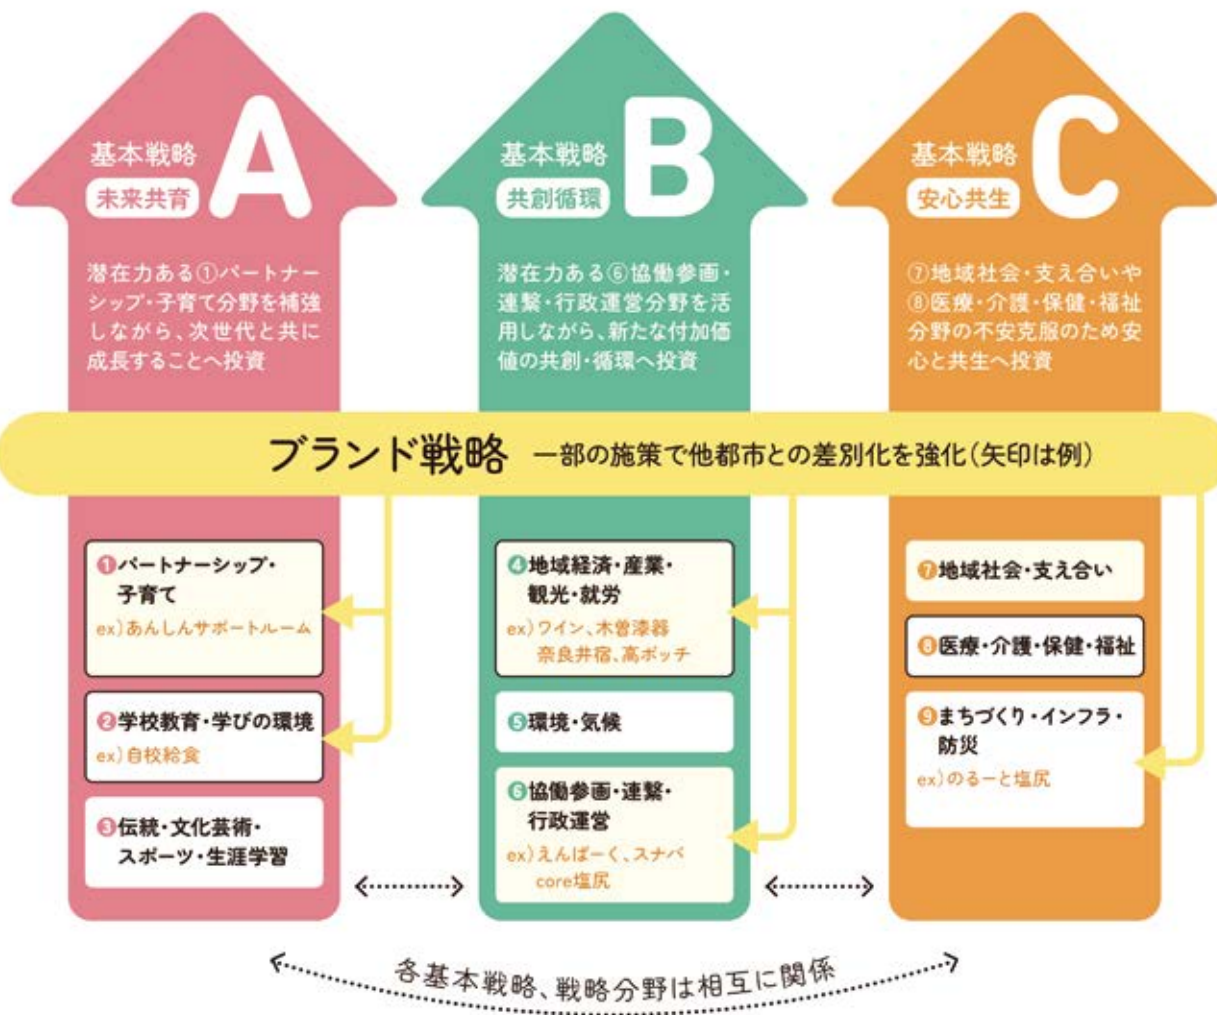 基本戦略
未来共育
A
潜在力ある①パートナー
シップ・子育て分野を補強
しながら、次世代と共に
成長することへ投資
基本戦略
共創循環
B
潜在力ある⑥協働参画・
連繫・行政運営分野を活
用しながら、新たな付加価
値の共創・循環へ投資
基本戦略
安心共生
C
⑦地域社会・支え合いや
⑧医療・介護・保健・福祉
分野の不安克服のため安
心と共生へ投資
ブランド戦略 一部の施策で他都市との差別化を強化(矢印は例)
❶パートナーシップ・
子育て
ex)あんしんサポートルーム
❷学校教育・学びの環境
ex)自校給食
❸伝統・文化芸術・
スポーツ・生涯学習
❹地域経済・産業・
観光・就労
ex)ワイン、木曽漆器
奈良井宿、高ボッチ
❺環境・気候
❻協働参画・連繫・
行政運営
ex)えんぱーく、スナバ
core塩尻
❼地域社会・支え合い
❽医療・介護・保健・福祉
❾まちづくり・インフラ・
防災
ex)のるーと塩尻
各基本戦略、戦略分野は相互に関係